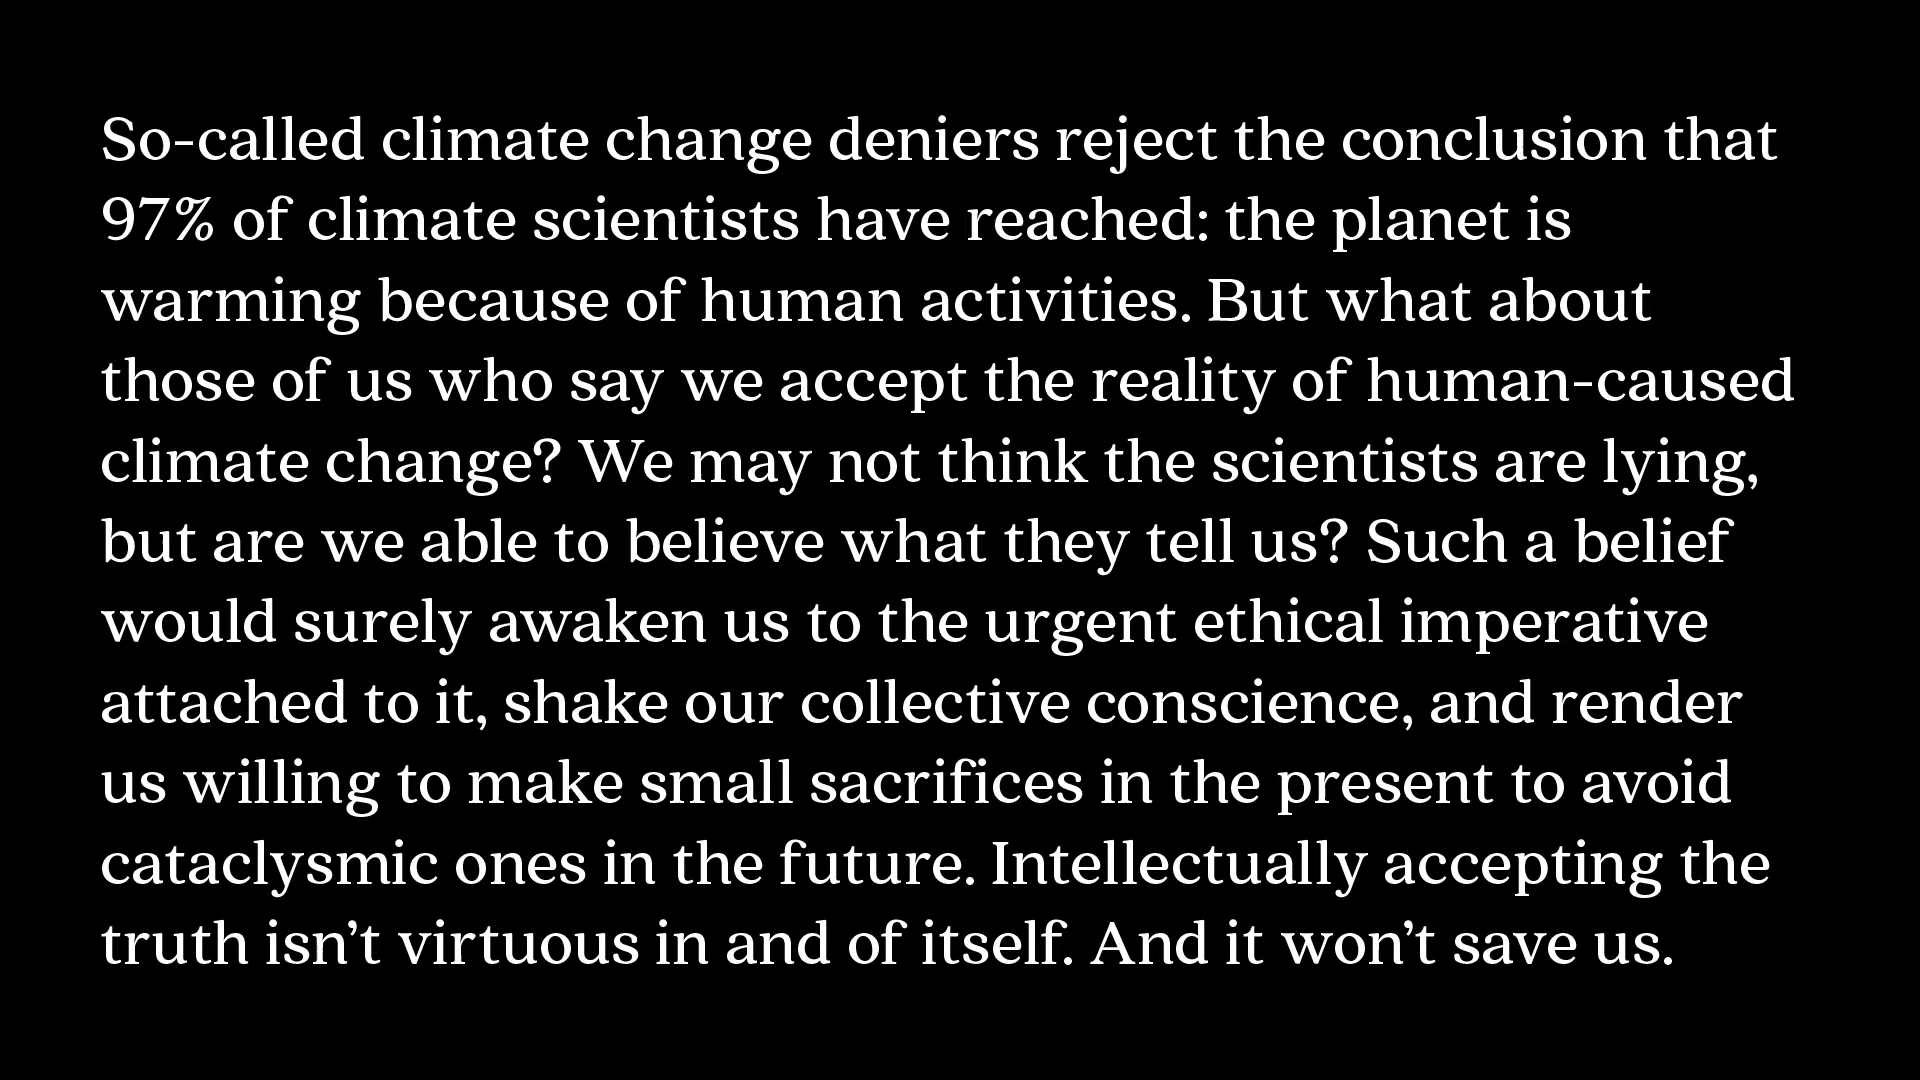 So-called climate change deniers reject the conclusion that
97% of climate scientists have reached: the planet is
warming because of human activities. But what about
those of us who say we accept the reality of human-caused
climate change? We may not think the scientists are lying,
but are we able to believe what they tell us? Such a belief
would surely awaken us to the urgent ethical imperative
attached to it, shake our collective conscience, and render
us willing to make small sacrifices in the present to avoid
cataclysmic ones in the future. Intellectually accepting the
truth isn’t virtuous in and of itself. And it won’t save us.